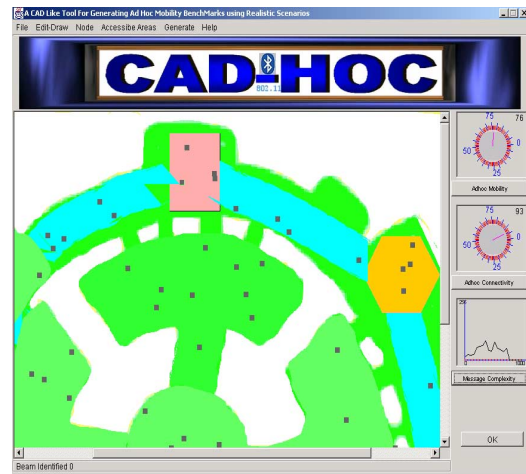 A CAD Like Tool For Generating Ad Hoc Mobility BenchMarks using Realistic Scenarios
File Edit-Draw Node Accessibe Areas Generate Help
CAD-HOC
802.11
75 76
50 0
25
Adhoc Mobility
75 93
50 0
25
Adhoc Connectivity
Message Complexity
OK
Beam Identified 0